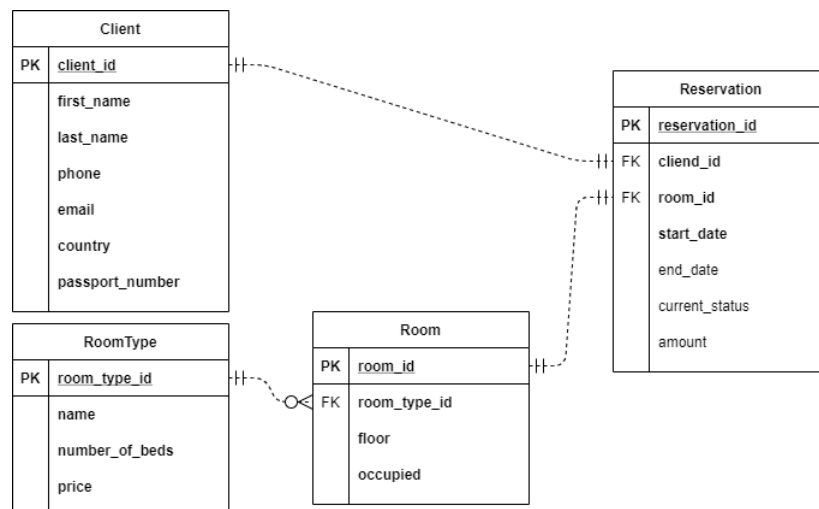 Client
PK client_id
first_name
last_name
phone
email
country
passport_number
Reservation
PK reservation_id
FK cliend_id
FK room_id
start_date
end_date
current_status
amount
RoomType
PK room_type_id
name
number_of_beds
price
Room
PK room_id
FK room_type_id
floor
occupied